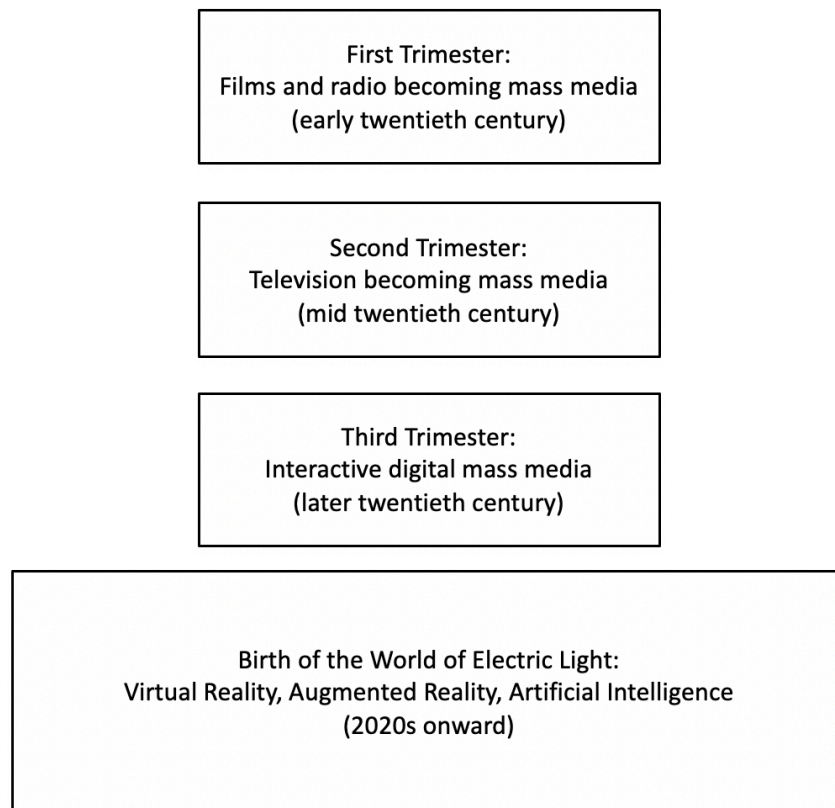 First Trimester:
Films and radio becoming mass media
(early twentieth century)
Second Trimester:
Television becoming mass media
(mid twentieth century)
Third Trimester:
Interactive digital mass media
(later twentieth century)
Birth of the World of Electric Light:
Virtual Reality, Augmented Reality, Artificial Intelligence
(2020s onward)